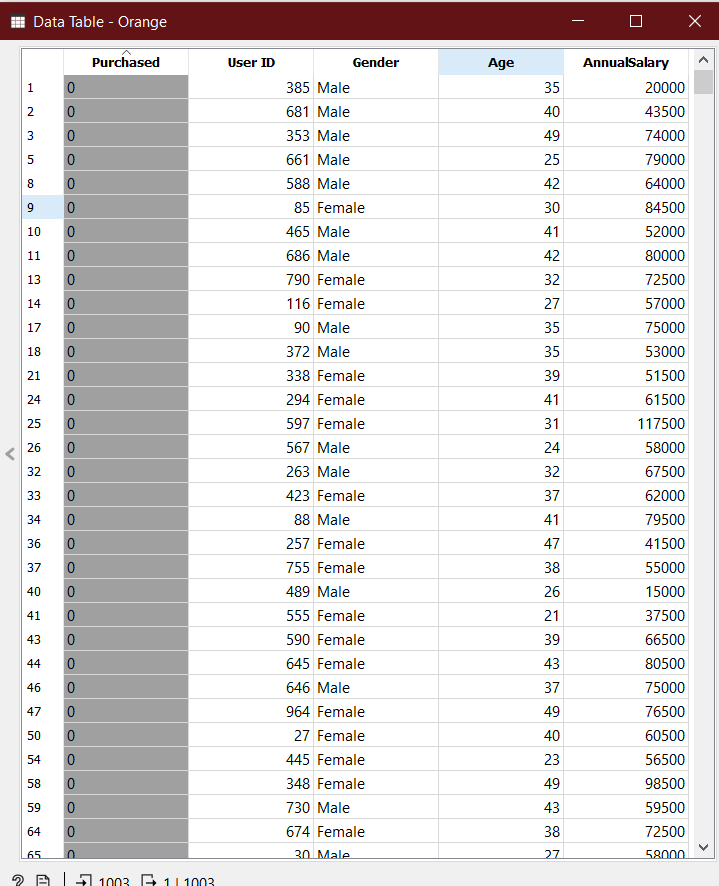 Data Table - Orange
Purchased User ID Gender Age AnnualSalary
1 0 385 Male 35 20000
2 0 681 Male 40 43500
3 0 353 Male 49 74000
5 0 661 Male 25 79000
8 0 588 Male 42 64000
9 0 85 Female 30 84500
10 0 465 Male 41 52000
11 0 686 Male 42 80000
13 0 790 Female 32 72500
14 0 116 Female 27 57000
17 0 90 Male 35 75000
18 0 372 Male 35 53000
21 0 338 Female 39 51500
24 0 294 Female 41 61500
25 0 597 Female 31 117500
26 0 567 Male 24 58000
32 0 263 Male 32 67500
33 0 423 Female 37 62000
34 0 88 Male 41 79500
36 0 257 Female 47 41500
37 0 755 Female 38 55000
40 0 489 Male 26 15000
41 0 555 Female 21 37500
43 0 590 Female 39 66500
44 0 645 Female 43 80500
46 0 646 Male 37 75000
47 0 964 Female 49 76500
50 0 27 Female 40 60500
54 0 445 Female 23 56500
58 0 348 Female 49 98500
59 0 730 Male 43 59500
64 0 674 Female 38 72500
65 0 30 Male 27 58000
? 1003 1 | 1003